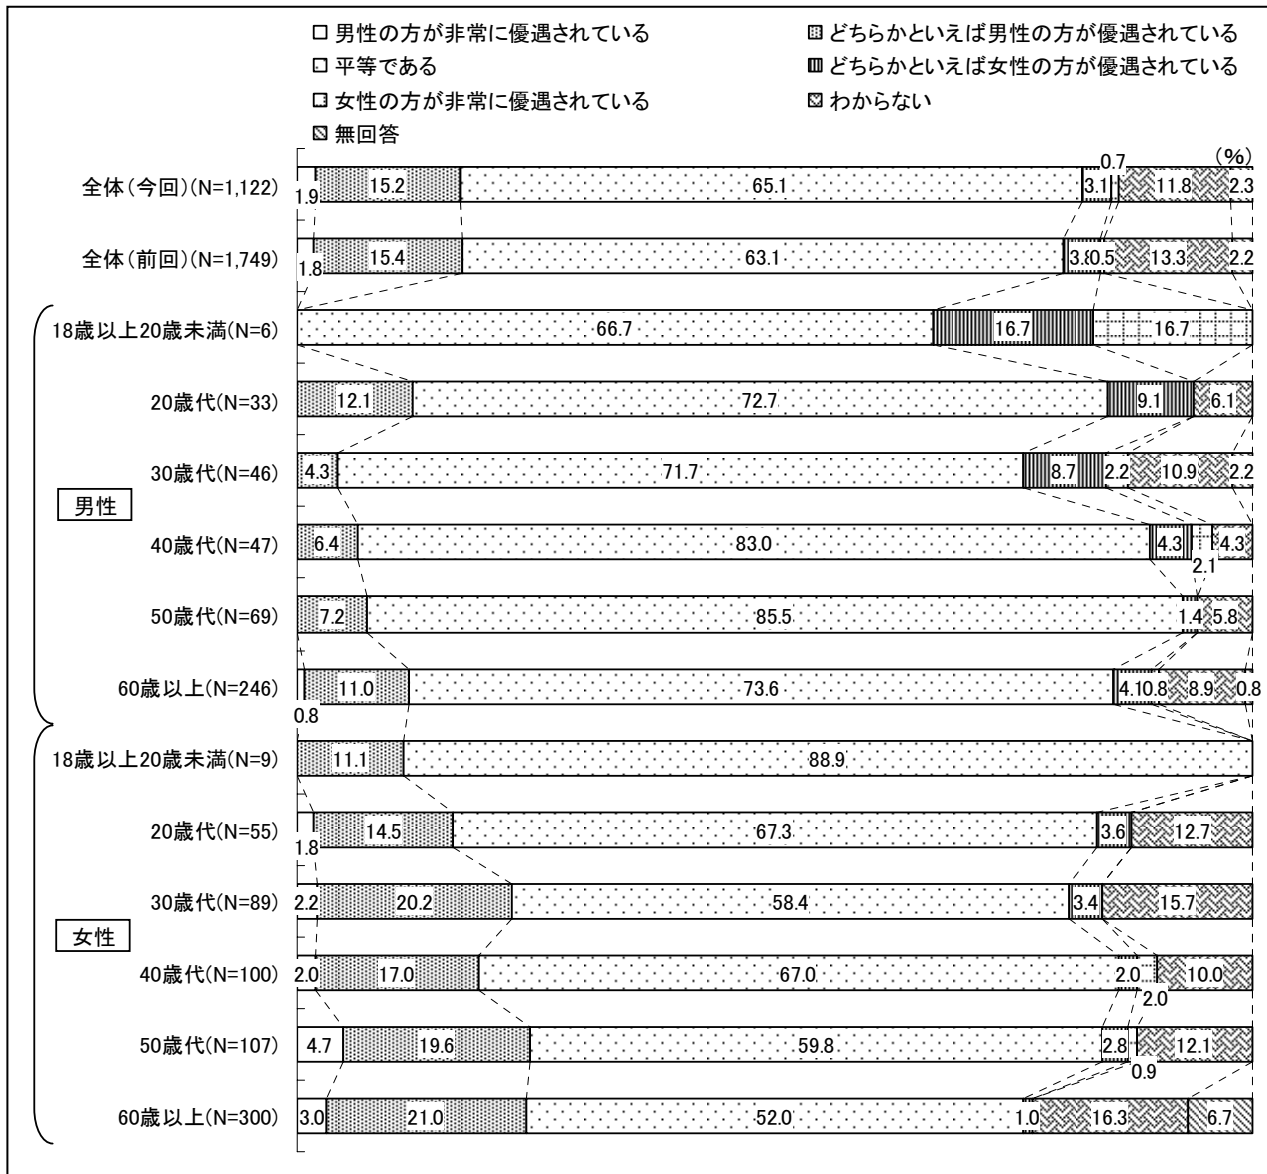 □ 男性の方が非常に優遇されている
どちらかといえば男性の方が優遇されている
平等である
どちらかといえば女性の方が優遇されている
女性の方が非常に優遇されている
わからない
無回答
(%)
全体(今回)(N=1,122) 1.9 15.2 65.1 3.1 0.7 11.8 2.3
全体(前回)(N=1,749) 1.8 15.4 63.1 3.8 0.5 13.3 2.2
男性
18歳以上20歳未満(N=6) 66.7 16.7 16.7
20歳代(N=33) 12.1 72.7 9.1 6.1
30歳代(N=46) 4.3 71.7 8.7 2.2 10.9 2.2
40歳代(N=47) 6.4 83.0 4.3 2.1 4.3
50歳代(N=69) 7.2 85.5 1.4 5.8
60歳以上(N=246) 0.8 11.0 73.6 4.1 0.8 8.9 0.8
女性
18歳以上20歳未満(N=9) 11.1 88.9
20歳代(N=55) 1.8 14.5 67.3 3.6 12.7
30歳代(N=89) 2.2 20.2 58.4 3.4 15.7
40歳代(N=100) 2.0 17.0 67.0 2.0 2.0 10.0
50歳代(N=107) 4.7 19.6 59.8 2.8 0.9 12.1
60歳以上(N=300) 3.0 21.0 52.0 1.0 16.3 6.7